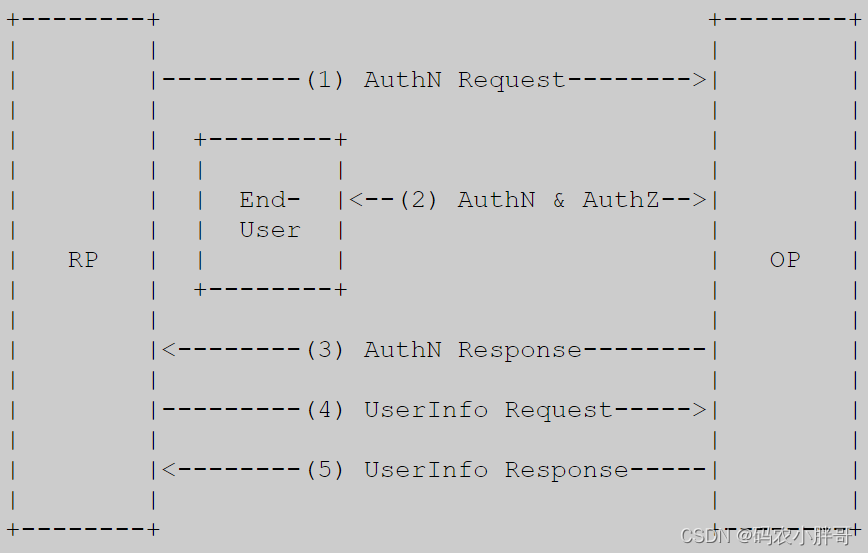 (1) AuthN Request
End-
<--(2) AuthN & AuthZ-->
User
RP
OP
(3) AuthN Response
(4) UserInfo Request
(5) UserInfo Response
CSDN @码农小胖哥